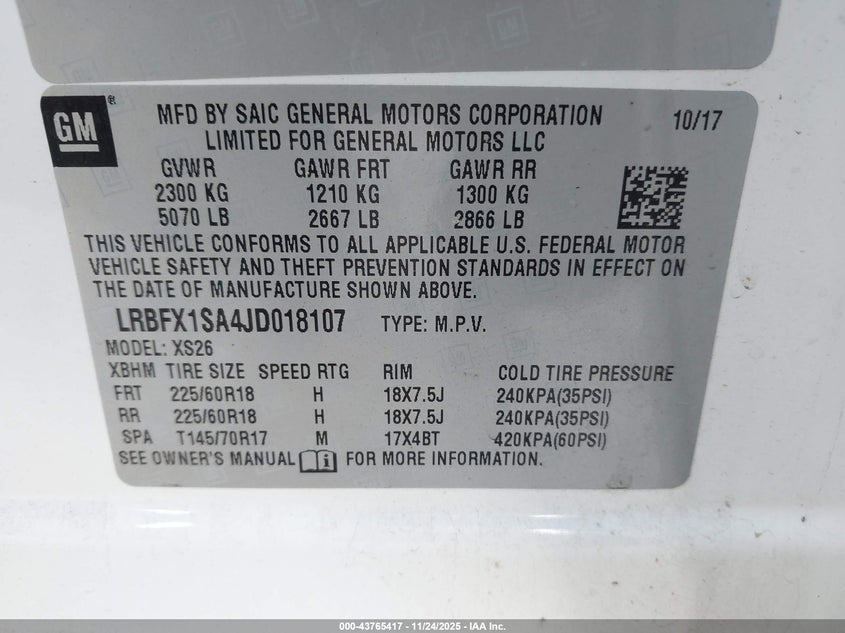 GM
MFD BY SAIC GENERAL MOTORS CORPORATION 10/17
LIMITED FOR GENERAL MOTORS LLC
GVWR GAWR FRT GAWR RR
2300 KG 1210 KG 1300 KG
5070 LB 2667 LB 2866 LB
THIS VEHICLE CONFORMS TO ALL APPLICABLE U.S. FEDERAL MOTOR
VEHICLE SAFETY AND THEFT PREVENTION STANDARDS IN EFFECT ON
THE DATE OF MANUFACTURE SHOWN ABOVE.
LRBFX1SA4JD018107 TYPE: M.P.V.
MODEL: XS26
XBHM TIRE SIZE SPEED RTG RIM COLD TIRE PRESSURE
FRT 225/60R18 H 18X7.5J 240KPA(35PSI)
RR 225/60R18 H 18X7.5J 240KPA(35PSI)
SPA T145/70R17 M 17X4BT 420KPA(60PSI)
SEE OWNER'S MANUAL i FOR MORE INFORMATION.
000-43765417 - 11/24/2025 - IAA Inc.